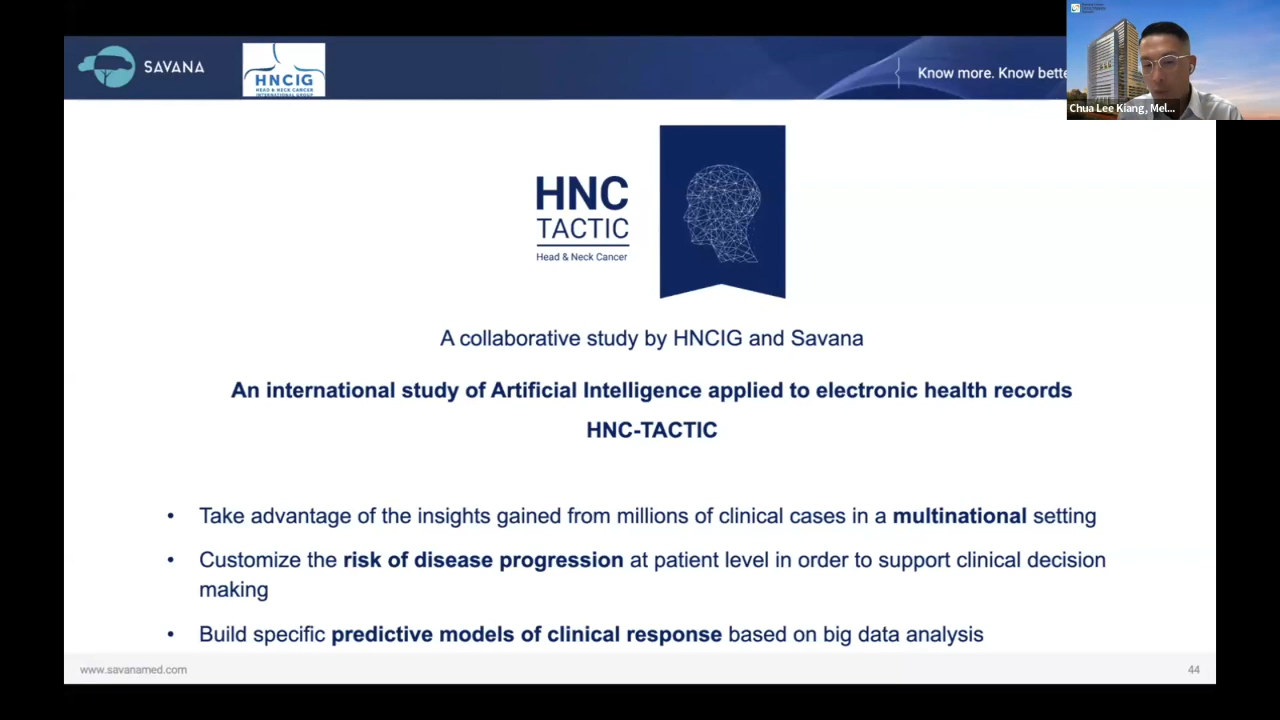 SAVANA
HNCIG
HEAD & NECK CANCER
INTERNATIONAL GROUP
Know more. Know bette
Chua Lee Kiang, Mel...
HNC
TACTIC
Head & Neck Cancer
A collaborative study by HNCIG and Savana
An international study of Artificial Intelligence applied to electronic health records
HNC-TACTIC
• Take advantage of the insights gained from millions of clinical cases in a multinational setting
• Customize the risk of disease progression at patient level in order to support clinical decision
making
• Build specific predictive models of clinical response based on big data analysis
www.savanamed.com
44